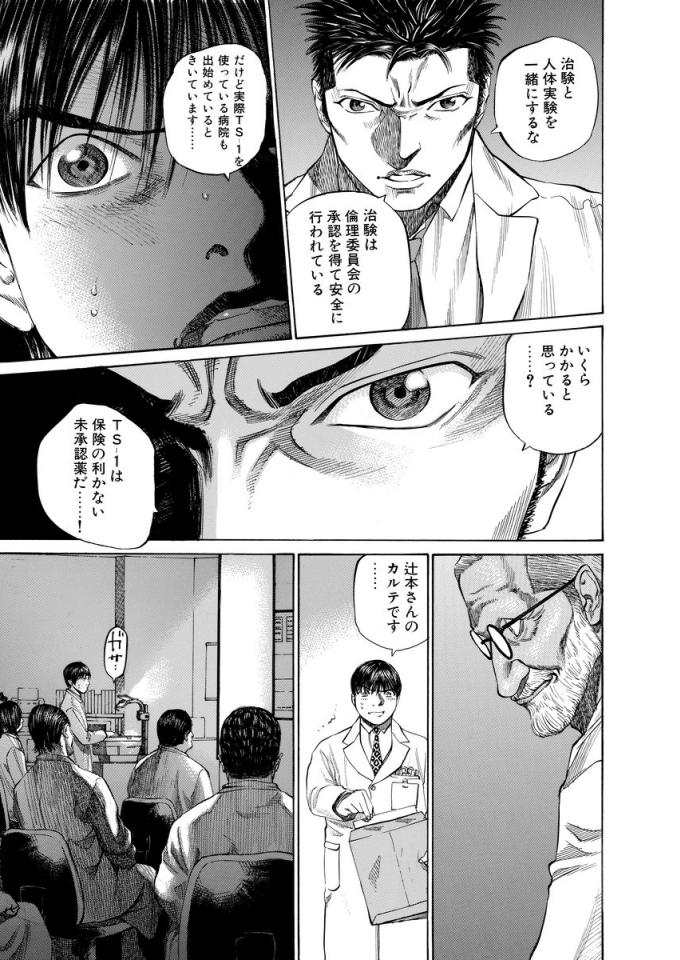 治験と
人体実験を
一緒にするな
治験は
倫理委員会の
承認を得て安全に
行われている
だけど実際TS-1を
使っている病院も
出始めていると
きいています……
いくら
かかると
思っている
……？
TS-1は
保険の利かない
未承認薬だ……！
辻本さんの
カルテです
……
ガサ…